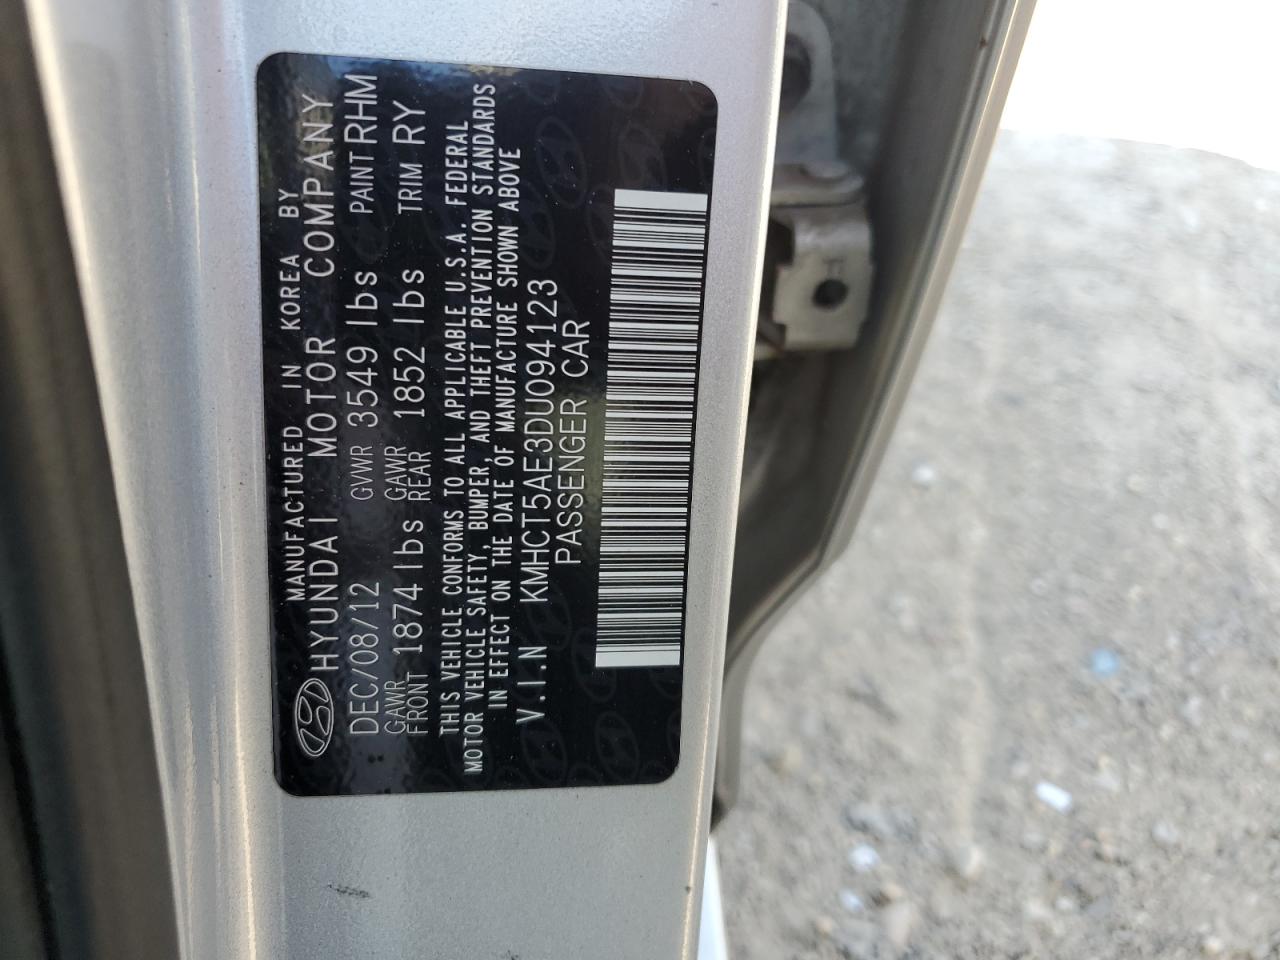 MANUFACTURED IN KOREA BY
HYUNDAI MOTOR COMPANY
DEC/08/12 GVWR 3549 lbs PAINT RHM
GAWR FRONT 1874 lbs GAWR REAR 1852 lbs TRIM RY
THIS VEHICLE CONFORMS TO ALL APPLICABLE U.S.A. FEDERAL
MOTOR VEHICLE SAFETY, BUMPER, AND THEFT PREVENTION STANDARDS
IN EFFECT ON THE DATE OF MANUFACTURE SHOWN ABOVE
V.I.N KMHCT5AE3DU094123
PASSENGER CAR